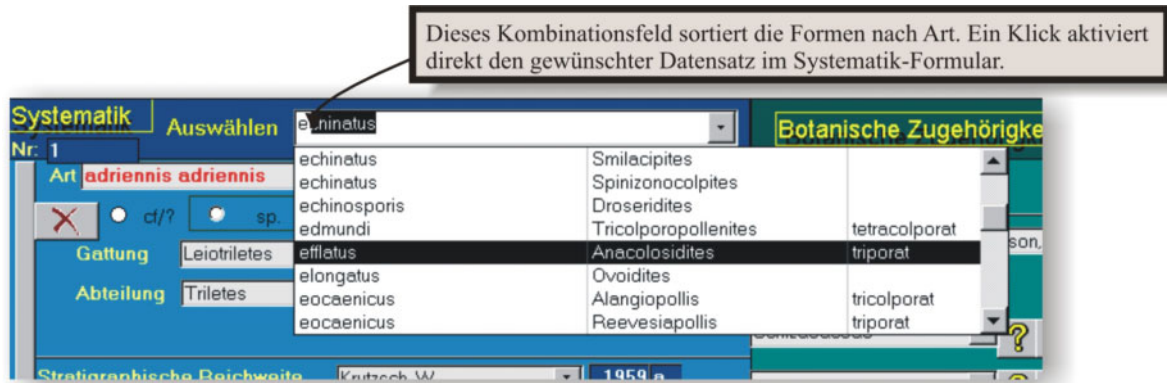 Dieses Kombinationsfeld sortiert die Formen nach Art. Ein Klick aktiviert
direkt den gewünschter Datensatz im Systematik-Formular.
Systematik
Auswählen
echinatus
Botanische Zugehörigke
Nr: 1
echinatus Smilacipites
echinatus Spinizonocolpites
echinosporis Droseridites
edmundi Tricolporopollenites tetracolporat
efflatus Anacolosidites triporat
elongatus Ovoidites
eocaenicus Alangiopollis tricolporat
eocaenicus Reevesiapollis triporat
Art adriennis adriennis
cf/? sp.
Gattung Leiotriletes
son,
Abteilung Triletes
?
Stratigraphische Reichweite Krutzsch, W. 1959 a